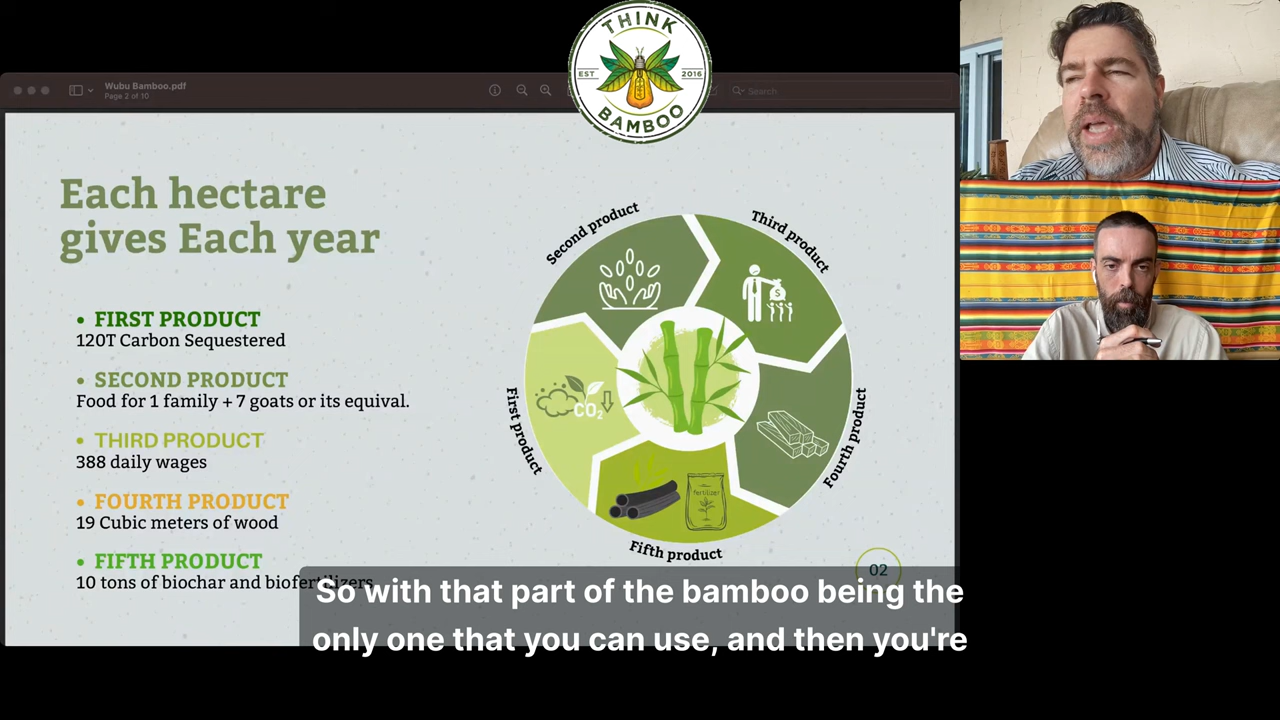 THINK
EST
2016
BAMBOO
Wubu Bamboo.pdf
Page 2 of 10
Search
Each hectare
gives Each year
• FIRST PRODUCT
120T Carbon Sequestered
• SECOND PRODUCT
Food for 1 family + 7 goats or its equival.
• THIRD PRODUCT
388 daily wages
• FOURTH PRODUCT
19 Cubic meters of wood
• FIFTH PRODUCT
10 tons of biochar and biofertilizers
Second product
Third product
First product
CO2
$
Fourth product
fertilizer
Fifth product
02
So with that part of the bamboo being the
only one that you can use, and then you're